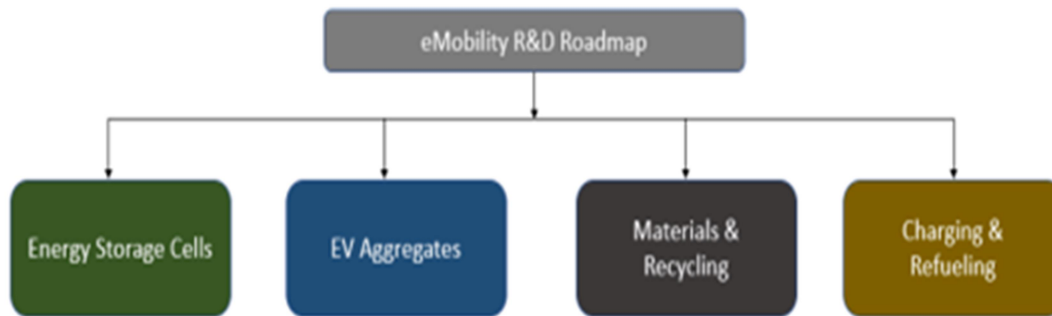 eMobility R&D Roadmap
Energy Storage Cells
EV Aggregates
Materials &
Recycling
Charging &
Refueling